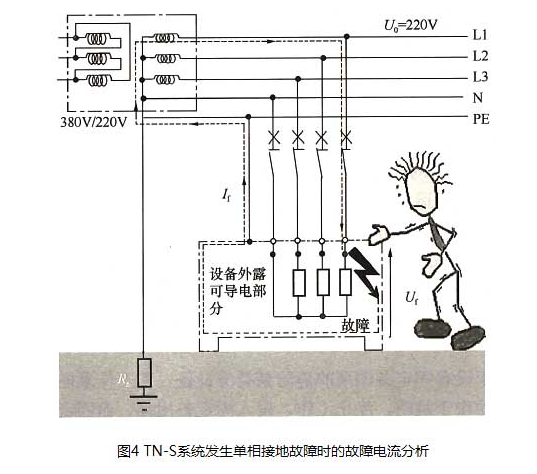 U₀=220V
L1
L2
L3
N
PE
380V/220V
I_f
设备外露
可导电部
分
故障
U_f
R
图4 TN-S系统发生单相接地故障时的故障电流分析